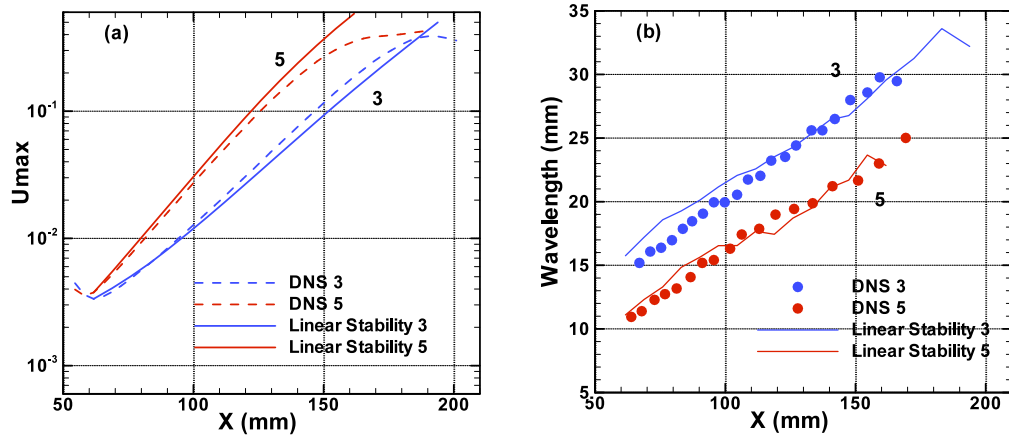 (a)
5
3
Umax
10-1
10-2
10-3
DNS 3
DNS 5
Linear Stability 3
Linear Stability 5
50
100
150
200
X (mm)
(b)
3
5
Wavelength (mm)
35
30
25
20
15
10
5
DNS 3
DNS 5
Linear Stability 3
Linear Stability 5
50
100
150
200
X (mm)